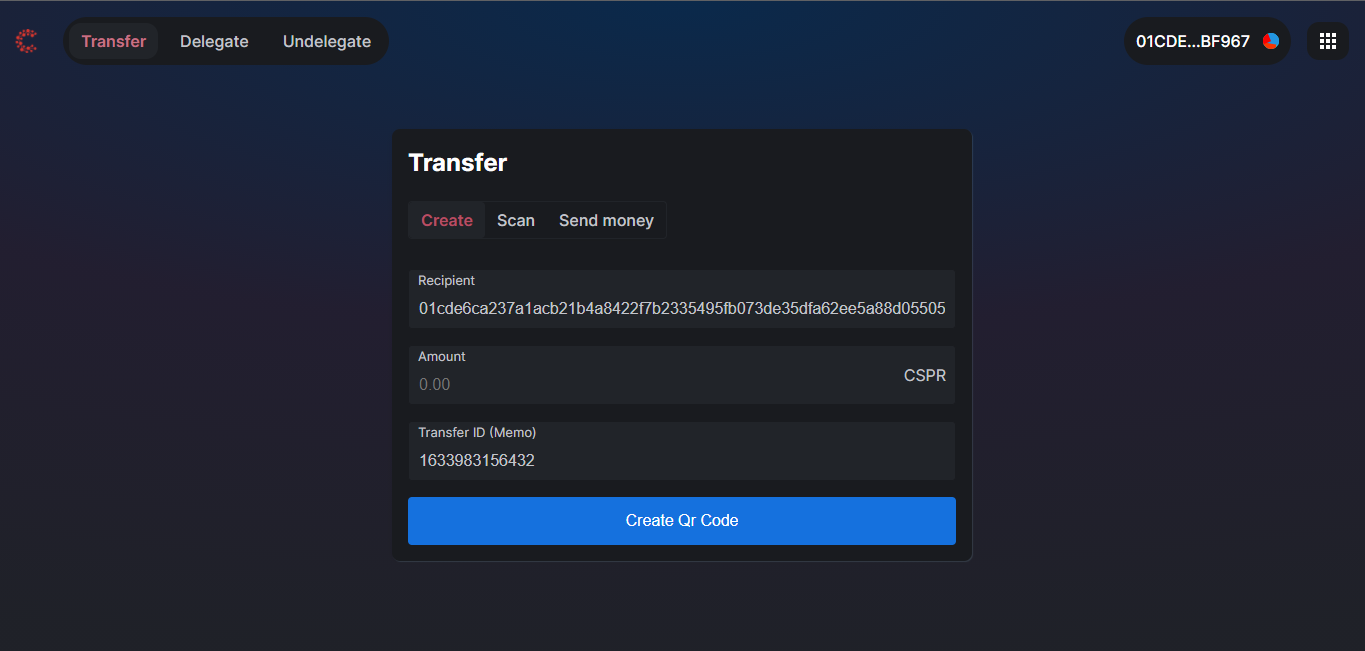 Transfer Delegate Undelegate 01CDE...BF967
Transfer
Create Scan Send money
Recipient
01cde6ca237a1acb21b4a8422f7b2335495fb073de35dfa62ee5a88d05505
Amount
0.00 CSPR
Transfer ID (Memo)
1633983156432
Create Qr Code